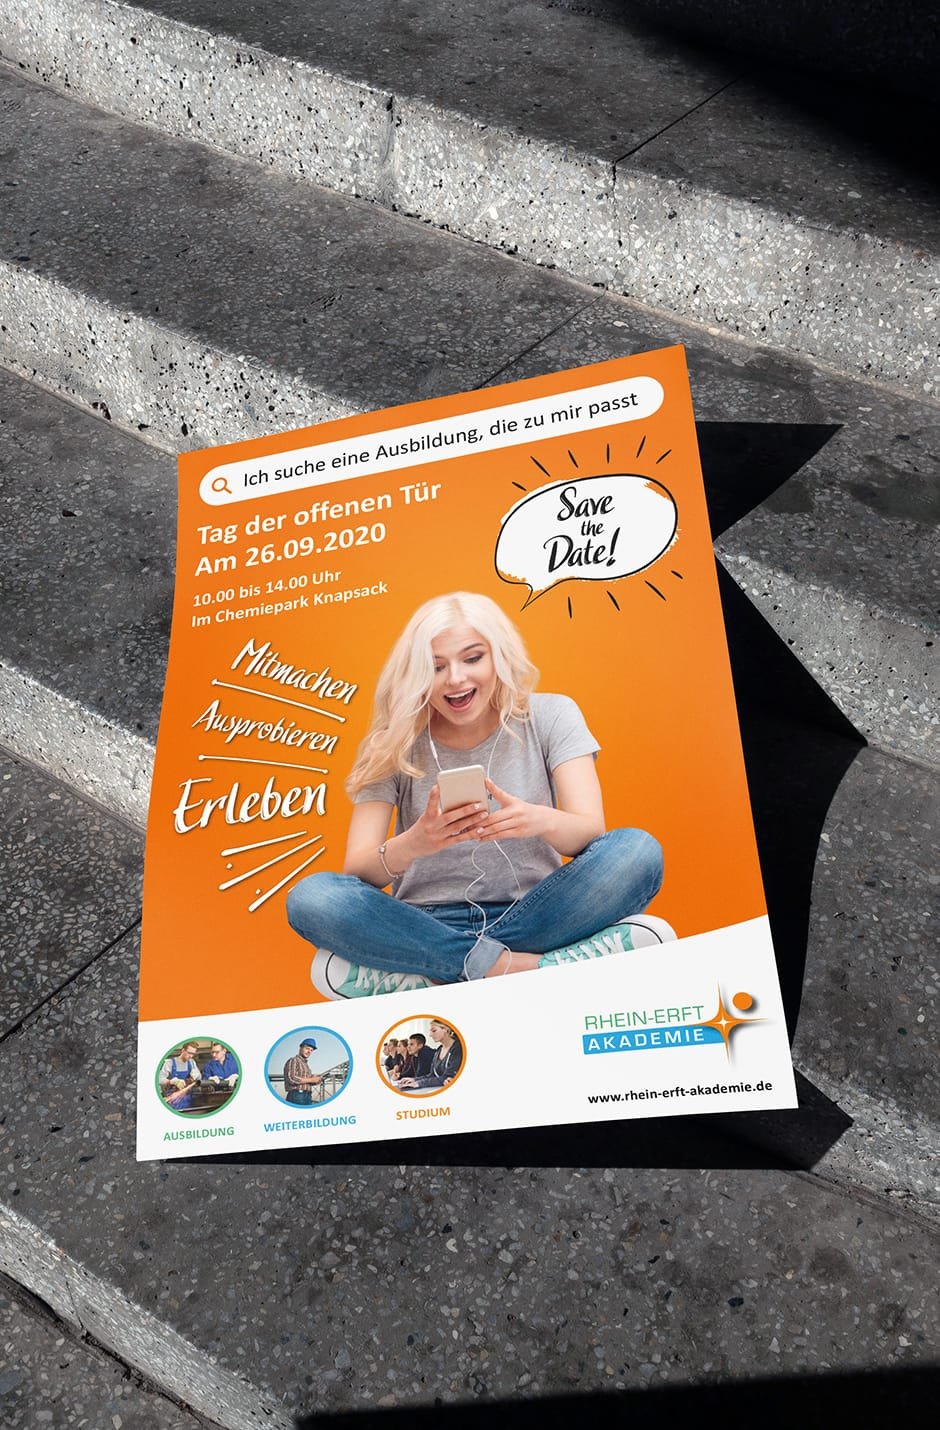 Ich suche eine Ausbildung, die zu mir passt
Tag der offenen Tür
Am 26.09.2020
10.00 bis 14.00 Uhr
Im Chemiepark Knapsack
Save
the
Date!
Mitmachen
Ausprobieren
Erleben
RHEIN-ERFT
AKADEMIE
www.rhein-erft-akademie.de
AUSBILDUNG
WEITERBILDUNG
STUDIUM